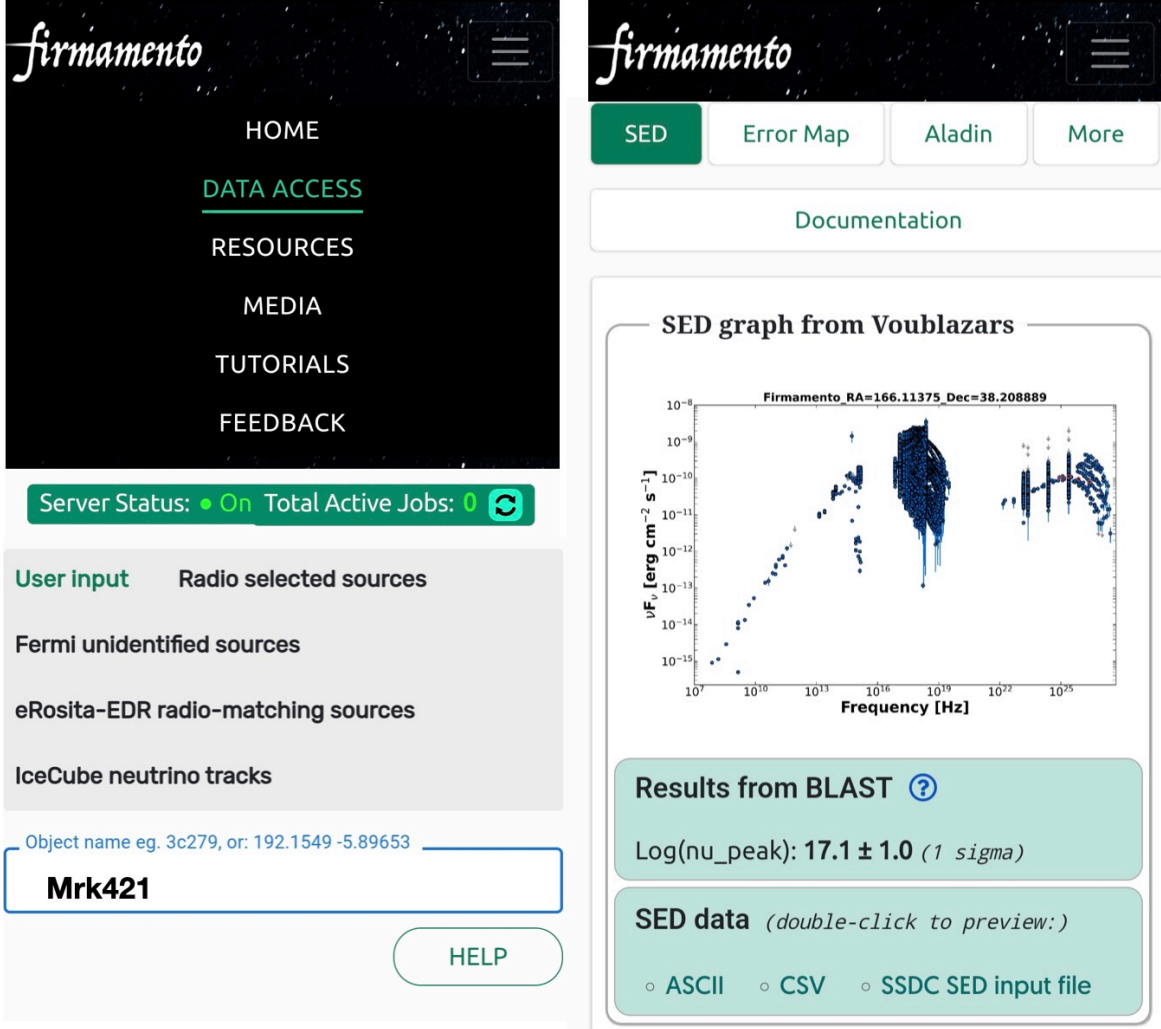 firmamento
HOME
DATA ACCESS
RESOURCES
MEDIA
TUTORIALS
FEEDBACK
Server Status: ● On Total Active Jobs: 0
User input Radio selected sources
Fermi unidentified sources
eRosita-EDR radio-matching sources
IceCube neutrino tracks
Object name eg. 3c279, or: 192.1549 -5.89653
Mrk421
HELP
firmamento
SED Error Map Aladin More
Documentation
SED graph from Voublazars
Firmamento_RA=166.11375_Dec=38.208889
νFν [erg cm⁻² s⁻¹]
10⁻⁸
10⁻⁹
10⁻¹⁰
10⁻¹¹
10⁻¹²
10⁻¹³
10⁻¹⁴
10⁻¹⁵
10⁷ 10¹⁰ 10¹³ 10¹⁶ 10¹⁹ 10²² 10²⁵
Frequency [Hz]
Results from BLAST ?
Log(nu_peak): 17.1 ± 1.0 (1 sigma)
SED data (double-click to preview:)
◦ ASCII ◦ CSV ◦ SSDC SED input file